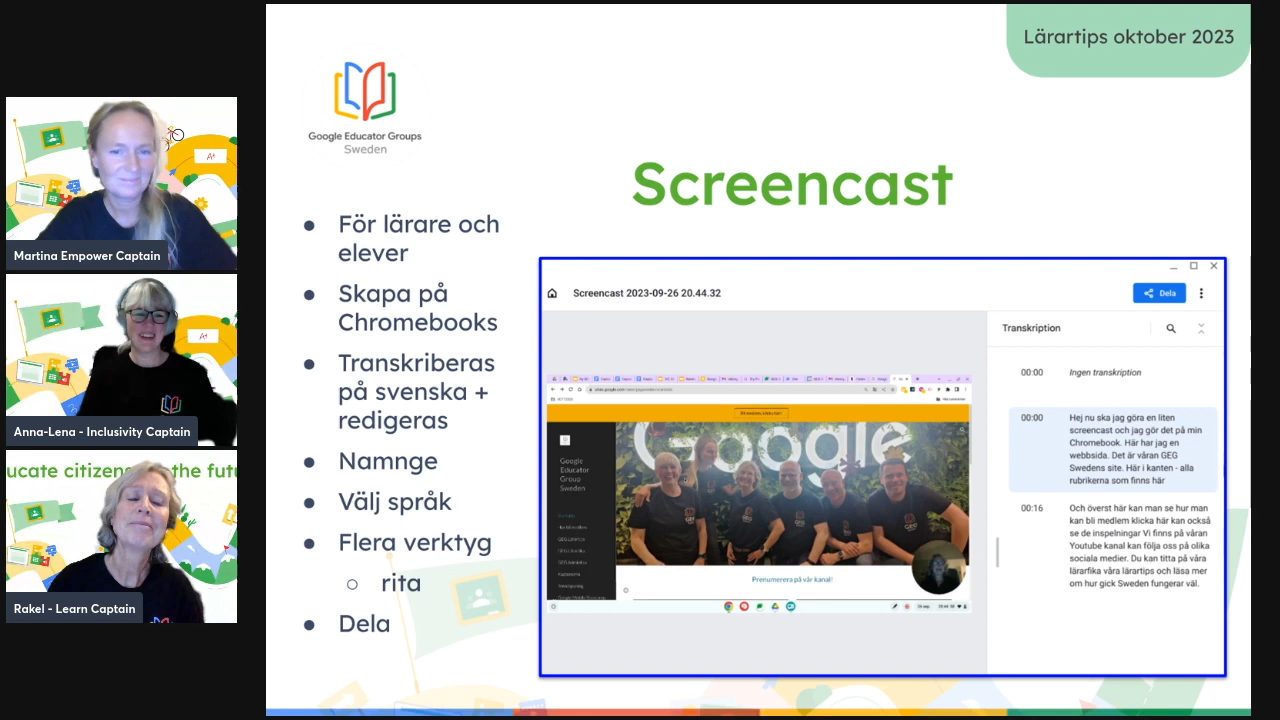 Lärartips oktober 2023
Google Educator Groups
Sweden
Screencast
För lärare och
elever
Skapa på
Chromebooks
Transkriberas
på svenska +
redigeras
Namnge
Välj språk
Flera verktyg
rita
Dela
Martina Empower Captain
Anna-Lena - Inclusivity Captain
ucate citizens
the futu
Rakel - Learn Captain
A+
A+
Screencast 2023-09-26 20.44.32
Dela
Transkription
00:00
Ingen transkription
00:00
Hej nu ska jag göra en liten
screencast och jag gör det på min
Chromebook. Här har jag en
webbsida. Det är våran GEG
Swedens site. Här i kanten - alla
rubrikerna som finns här
00:16
Och överst här kan man se hur man
kan bli medlem klicka här kan också
se de inspelningar Vi finns på våran
Youtube kanal kan följa oss på olika
sociala medier. Du kan titta på våra
lärarfika våra lärartips och läsa mer
om hur gick Sweden fungerar väl.
Google
Google
Educator
Group
Sweden
Prenumerera på vår kanal!